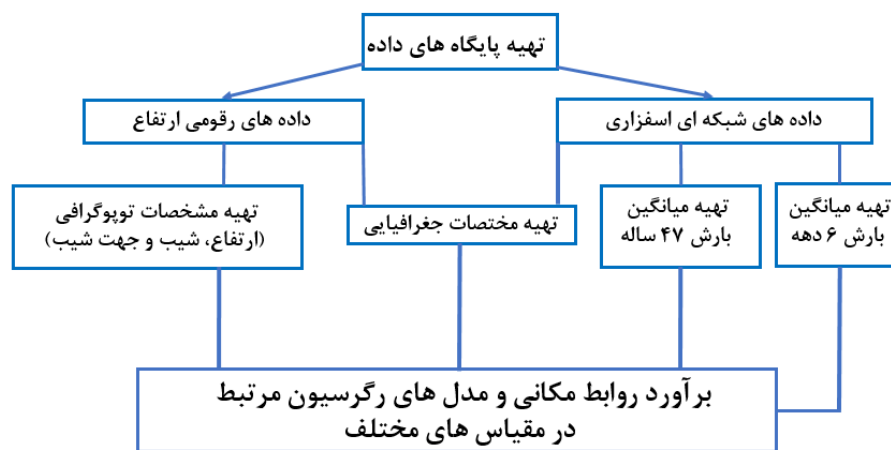 تهیه پایگاه های داده
داده های شبکه ای اسفزاری
داده های رقومی ارتفاع
تهیه میانگین
بارش ۶ دهه
تهیه میانگین
بارش ۴۷ ساله
تهیه مختصات جغرافیایی
تهیه مشخصات توپوگرافی
(ارتفاع، شیب و جهت شیب)
برآورد روابط مکانی و مدل های رگرسیون مرتبط
در مقیاس های مختلف